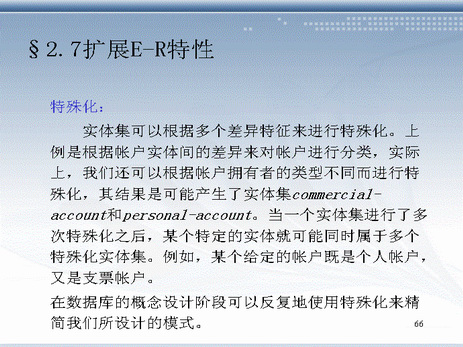 §2.7扩展E-R特性
特殊化：
实体集可以根据多个差异特征来进行特殊化。上
例是根据帐户实体间的差异来对帐户进行分类，实际
上，我们还可以根据帐户拥有者的类型不同而进行特
殊化，其结果是可能产生了实体集commercial-
account和personal-account。当一个实体集进行了多
次特殊化之后，某个特定的实体就可能同时属于多个
特殊化实体集。例如，某个给定的帐户既是个人帐户，
又是支票帐户。
在数据库的概念设计阶段可以反复地使用特殊化来精
简我们所设计的模式。
66